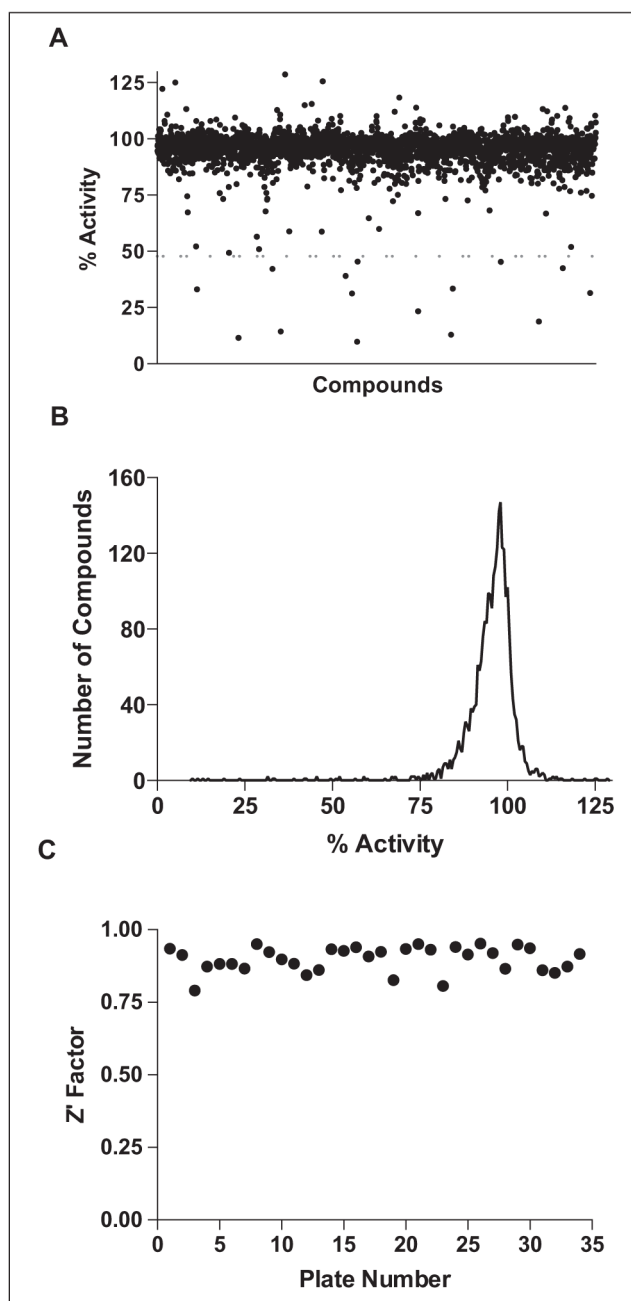 A
125
100
75
50
25
0
% Activity
Compounds
B
160
120
80
40
0
Number of Compounds
0 25 50 75 100 125
% Activity
C
1.00
0.75
0.50
0.25
0.00
Z' Factor
0 5 10 15 20 25 30 35
Plate Number